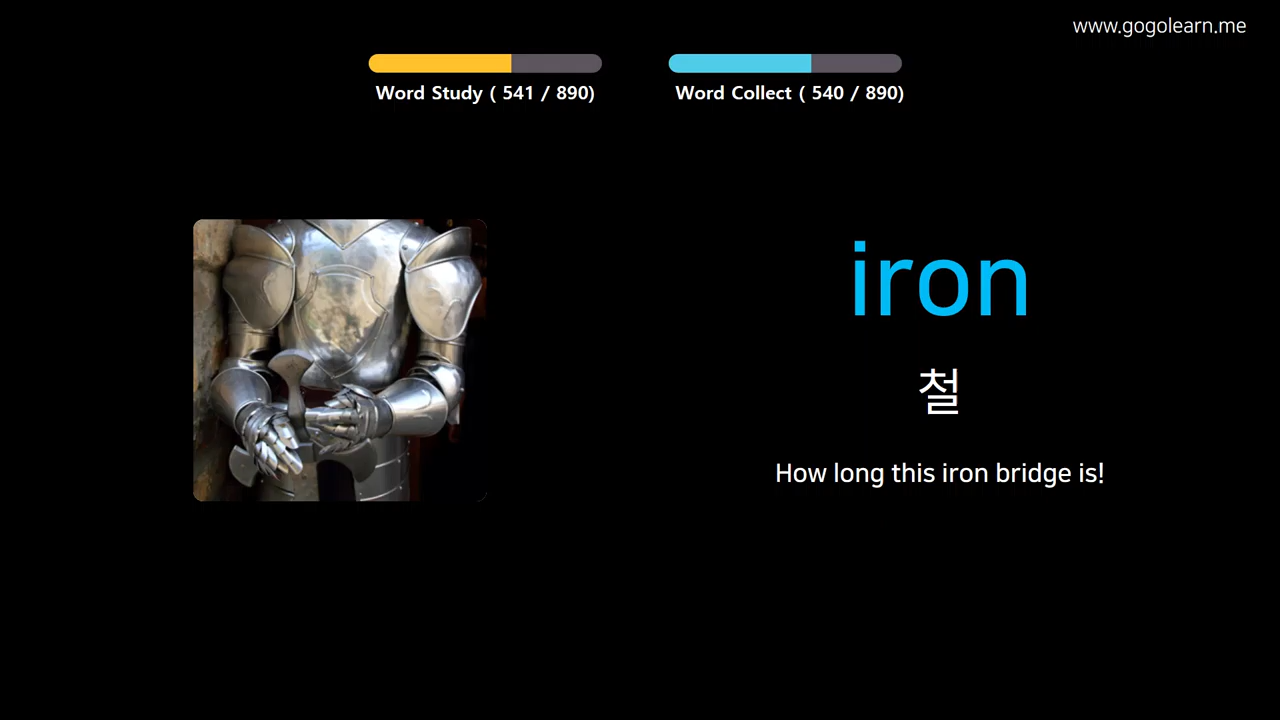 www.gogolearn.me
Word Study ( 541 / 890)
Word Collect ( 540 / 890)
iron
철
How long this iron bridge is!